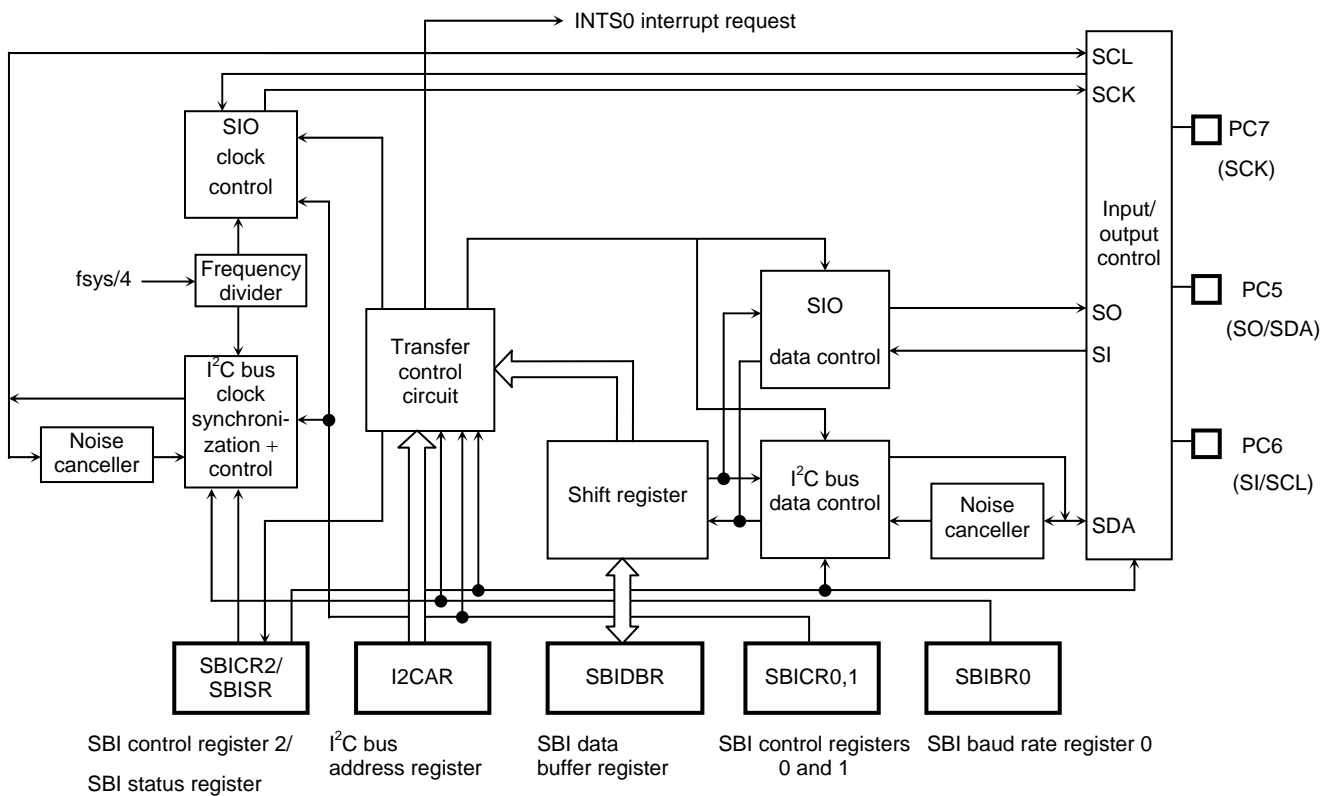 INTS0 interrupt request
SCL
SCK
SIO
clock
control
PC7
(SCK)
Input/
output
control
fsys/4
Frequency
divider
SIO
data control
SO
SI
PC5
(SO/SDA)
Transfer
control
circuit
I²C bus
clock
synchroni-
zation +
control
Noise
canceller
Shift register
I²C bus
data control
Noise
canceller
SDA
PC6
(SI/SCL)
SBICR2/
SBISR
I2CAR
SBIDBR
SBICR0,1
SBIBR0
SBI control register 2/
SBI status register
I²C bus
address register
SBI data
buffer register
SBI control registers
0 and 1
SBI baud rate register 0